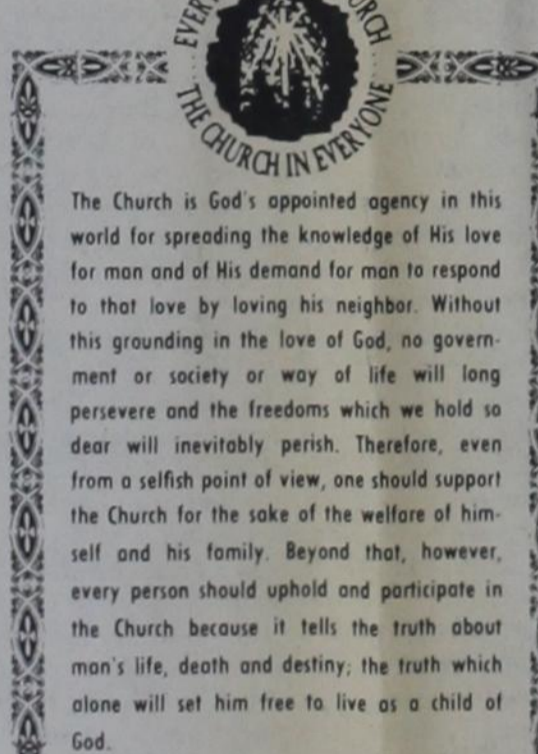 EVERY
CHURCH
THE CHURCH IN EVERYONE
The Church is God's appointed agency in this
world for spreading the knowledge of His love
for man and of His demand for man to respond
to that love by loving his neighbor. Without
this grounding in the love of God, no govern-
ment or society or way of life will long
persevere and the freedoms which we hold so
dear will inevitably perish. Therefore, even
from a selfish point of view, one should support
the Church for the sake of the welfare of him-
self and his family. Beyond that, however,
every person should uphold and participate in
the Church because it tells the truth about
man's life, death and destiny; the truth which
alone will set him free to live as a child of
God.